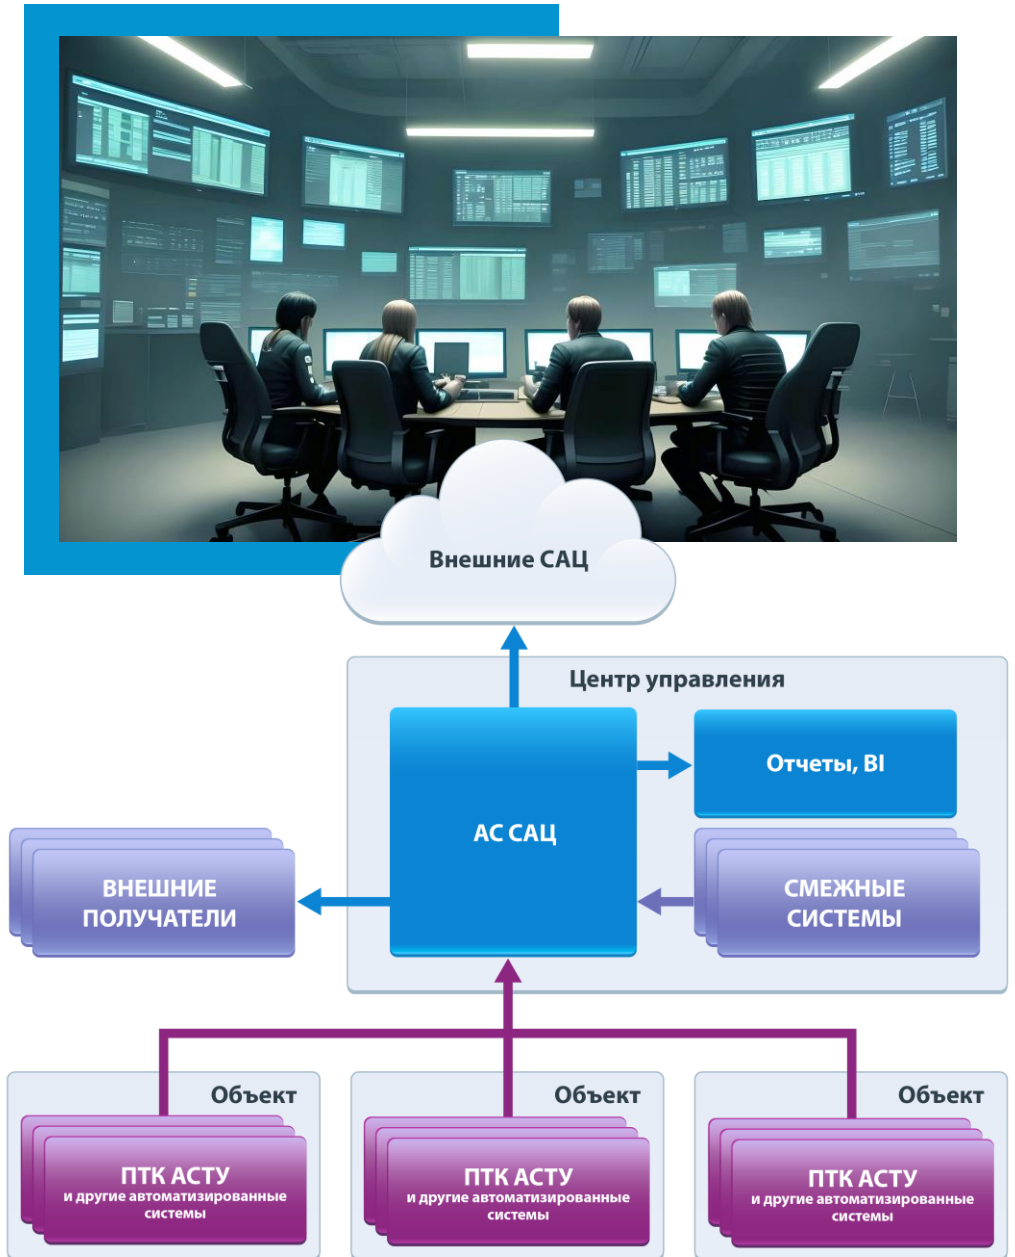 Внешние САЦ
Центр управления
Отчеты, BI
АС САЦ
ВНЕШНИЕ
ПОЛУЧАТЕЛИ
СМЕЖНЫЕ
СИСТЕМЫ
Объект
ПТК АСТУ
и другие автоматизированные
системы
Объект
ПТК АСТУ
и другие автоматизированные
системы
Объект
ПТК АСТУ
и другие автоматизированные
системы